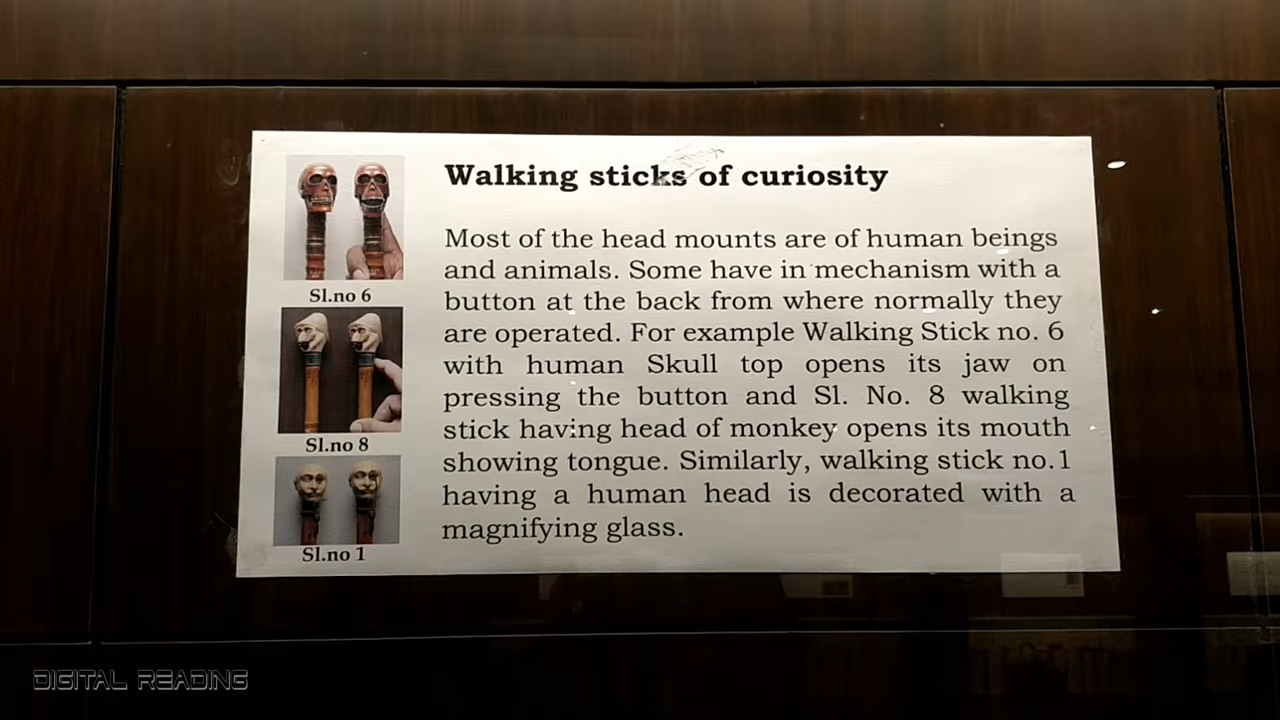 Walking sticks of curiosity
Most of the head mounts are of human beings
and animals. Some have in mechanism with a
button at the back from where normally they
are operated. For example Walking Stick no. 6
with human Skull top opens its jaw on
pressing the button and Sl. No. 8 walking
stick having head of monkey opens its mouth
showing tongue. Similarly, walking stick no.1
having a human head is decorated with a
magnifying glass.
Sl.no 6
Sl.no 8
Sl.no 1
DIGITAL READING